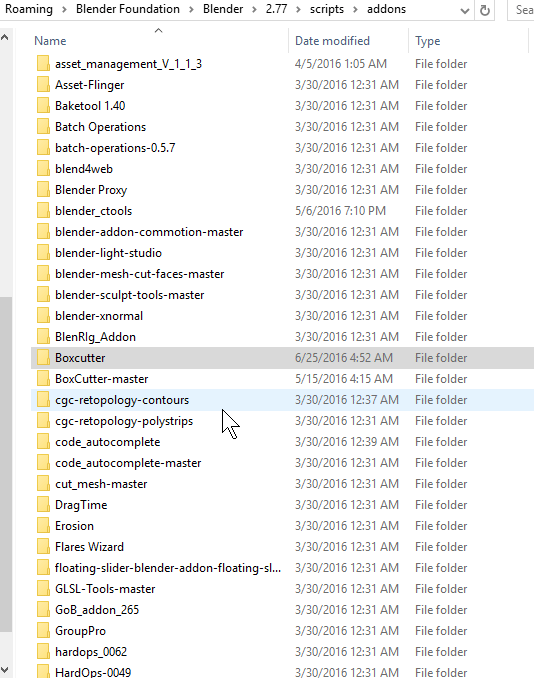 Roaming > Blender Foundation > Blender > 2.77 > scripts > addons Sea
Name Date modified Type
asset_management_V_1_1_3 4/5/2016 1:05 AM File folder
Asset-Flinger 3/30/2016 12:31 AM File folder
Baketool 1.40 3/30/2016 12:31 AM File folder
Batch Operations 3/30/2016 12:31 AM File folder
batch-operations-0.5.7 3/30/2016 12:31 AM File folder
blend4web 3/30/2016 12:31 AM File folder
Blender Proxy 3/30/2016 12:31 AM File folder
blender_ctools 5/6/2016 7:10 PM File folder
blender-addon-commotion-master 3/30/2016 12:31 AM File folder
blender-light-studio 3/30/2016 12:31 AM File folder
blender-mesh-cut-faces-master 3/30/2016 12:31 AM File folder
blender-sculpt-tools-master 3/30/2016 12:31 AM File folder
blender-xnormal 3/30/2016 12:31 AM File folder
BlenRIg_Addon 3/30/2016 12:31 AM File folder
Boxcutter 6/25/2016 4:52 AM File folder
BoxCutter-master 5/15/2016 4:15 AM File folder
cgc-retopology-contours 3/30/2016 12:37 AM File folder
cgc-retopology-polystrips 3/30/2016 12:31 AM File folder
code_autocomplete 3/30/2016 12:39 AM File folder
code_autocomplete-master 3/30/2016 12:31 AM File folder
cut_mesh-master 3/30/2016 12:31 AM File folder
DragTime 3/30/2016 12:31 AM File folder
Erosion 3/30/2016 12:31 AM File folder
Flares Wizard 3/30/2016 12:31 AM File folder
floating-slider-blender-addon-floating-sl... 3/30/2016 12:31 AM File folder
GLSL-Tools-master 3/30/2016 12:31 AM File folder
GoB_addon_265 3/30/2016 12:31 AM File folder
GroupPro 3/30/2016 12:31 AM File folder
hardops_0062 3/30/2016 12:31 AM File folder
HardOps-0049 3/30/2016 12:31 AM File folder